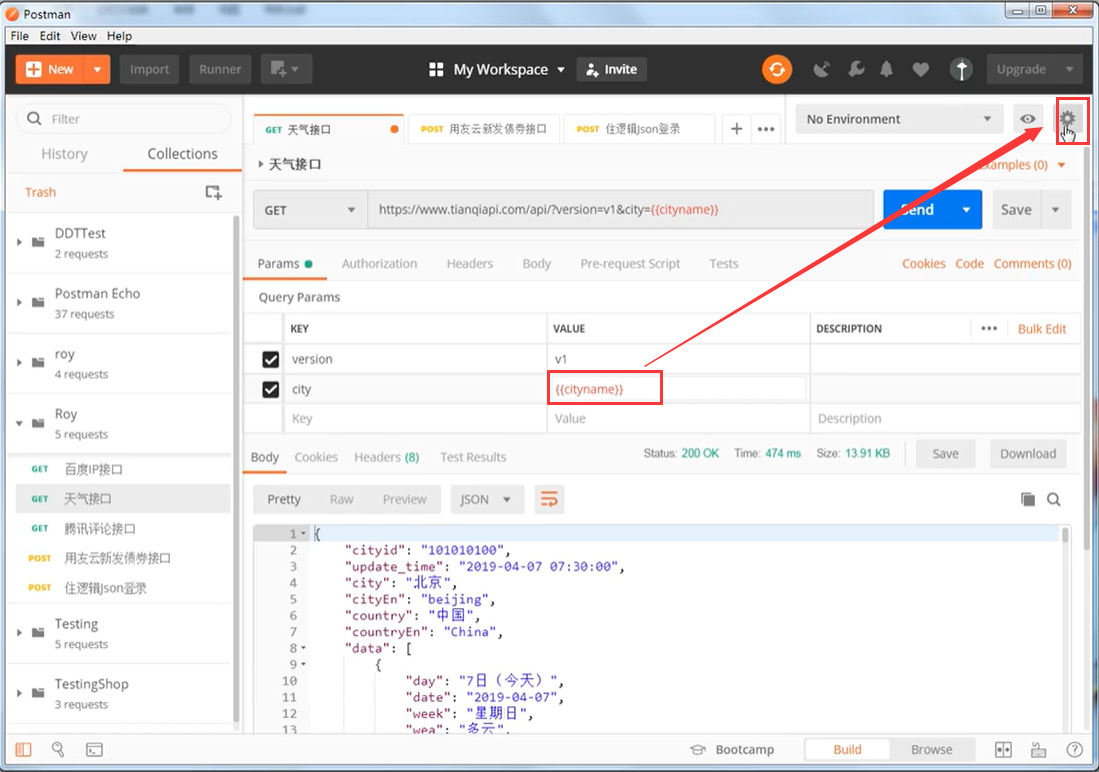 Postman
File Edit View Help
New Import Runner My Workspace Invite Upgrade
Filter
History Collections
Trash
DDTTest
2 requests
Postman Echo
37 requests
roy
4 requests
Roy
5 requests
GET 百度IP接口
GET 天气接口
GET 腾讯评论接口
POST 用友云新发债券接口
POST 住逻辑Json登录
Testing
5 requests
TestingShop
3 requests
GET 天气接口 POST 用友云新发债券接口 POST 住逻辑Json登录 + •••
No Environment
天气接口
Examples (0)
GET https://www.tianqiapi.com/api/?version=v1&city={{cityname}} Send Save
Params Authorization Headers Body Pre-request Script Tests Cookies Code Comments (0)
Query Params
KEY VALUE DESCRIPTION ••• Bulk Edit
version v1
city {{cityname}}
Key Value Description
Body Cookies Headers (8) Test Results Status: 200 OK Time: 474 ms Size: 13.91 KB Save Download
Pretty Raw Preview JSON
1 {
2 "cityid": "101010100",
3 "update_time": "2019-04-07 07:30:00",
4 "city": "北京",
5 "cityEn": "beijing",
6 "country": "中国",
7 "countryEn": "China",
8 "data": [
9 {
10 "day": "7日（今天）",
11 "date": "2019-04-07",
12 "week": "星期日",
13 "wea": "多云",
Bootcamp Build Browse